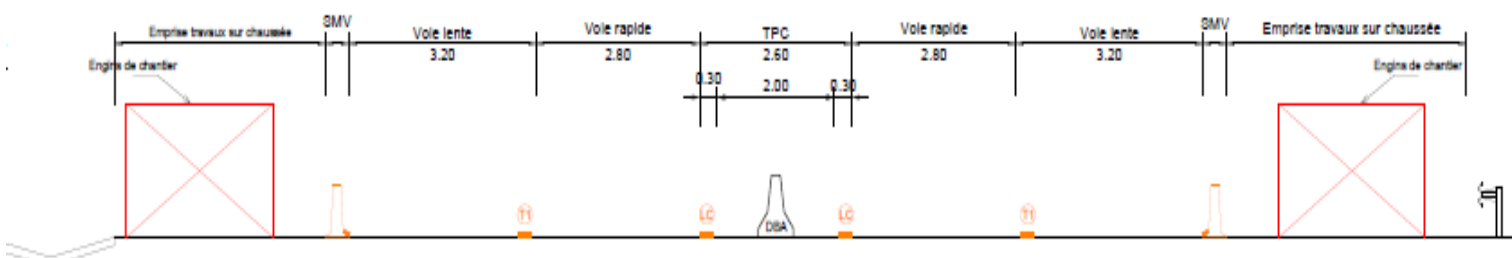 Emprise travaux sur chaussée
SMV
Voie lente
3.20
Voie rapide
2.80
TPC
2.60
Voie rapide
2.80
Voie lente
3.20
SMV
Emprise travaux sur chaussée
Engins de chantier
0.30
2.00
0.30
Engins de chantier
T1
LC
DBA
LC
T1